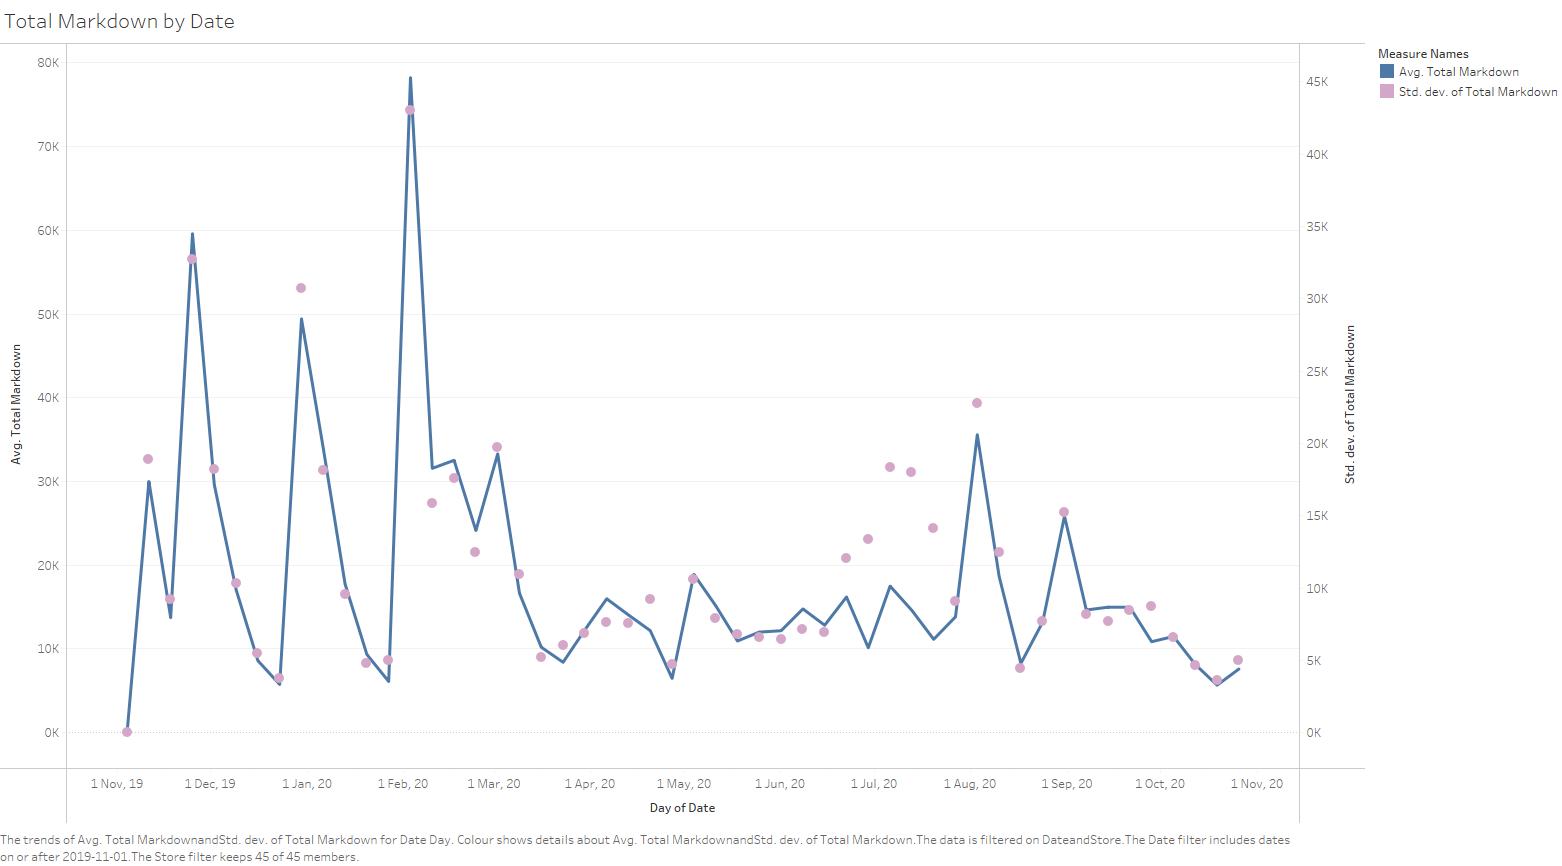 Total Markdown by Date
Measure Names
Avg. Total Markdown
Std. dev. of Total Markdown
Avg. Total Markdown
80K
70K
60K
50K
40K
30K
20K
10K
0K
45K
40K
35K
30K
25K
20K
15K
10K
5K
0K
Std. dev. of Total Markdown
1 Nov, 19
1 Dec, 19
1 Jan, 20
1 Feb, 20
1 Mar, 20
1 Apr, 20
1 May, 20
1 Jun, 20
1 Jul, 20
1 Aug, 20
1 Sep, 20
1 Oct, 20
1 Nov, 20
Day of Date
The trends of Avg. Total MarkdownandStd. dev. of Total Markdown for Date Day. Colour shows details about Avg. Total MarkdownandStd. dev. of Total Markdown.The data is filtered on DateandStore.The Date filter includes dates
on or after 2019-11-01.The Store filter keeps 45 of 45 members.